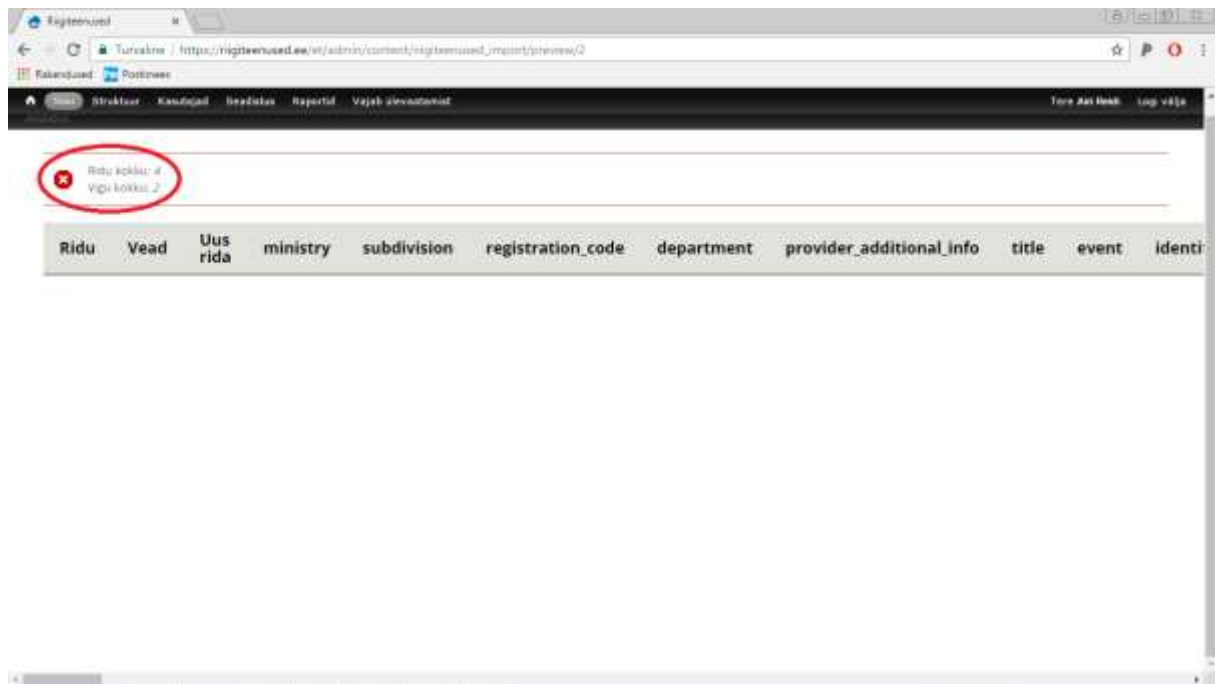 Riigiteenused
Turvaline https://riigiteenused.ee/et/admin/content/riigiteenused_import/preview/2
Rakendused Postimees
Struktuur Kasutajad Seadistus Raportid Vajab ülevaatamist Tere Logi välja
Ridu kokku: 4
Vigu kokku: 2
Ridu Vead Uus rida ministry subdivision registration_code department provider_additional_info title event identi